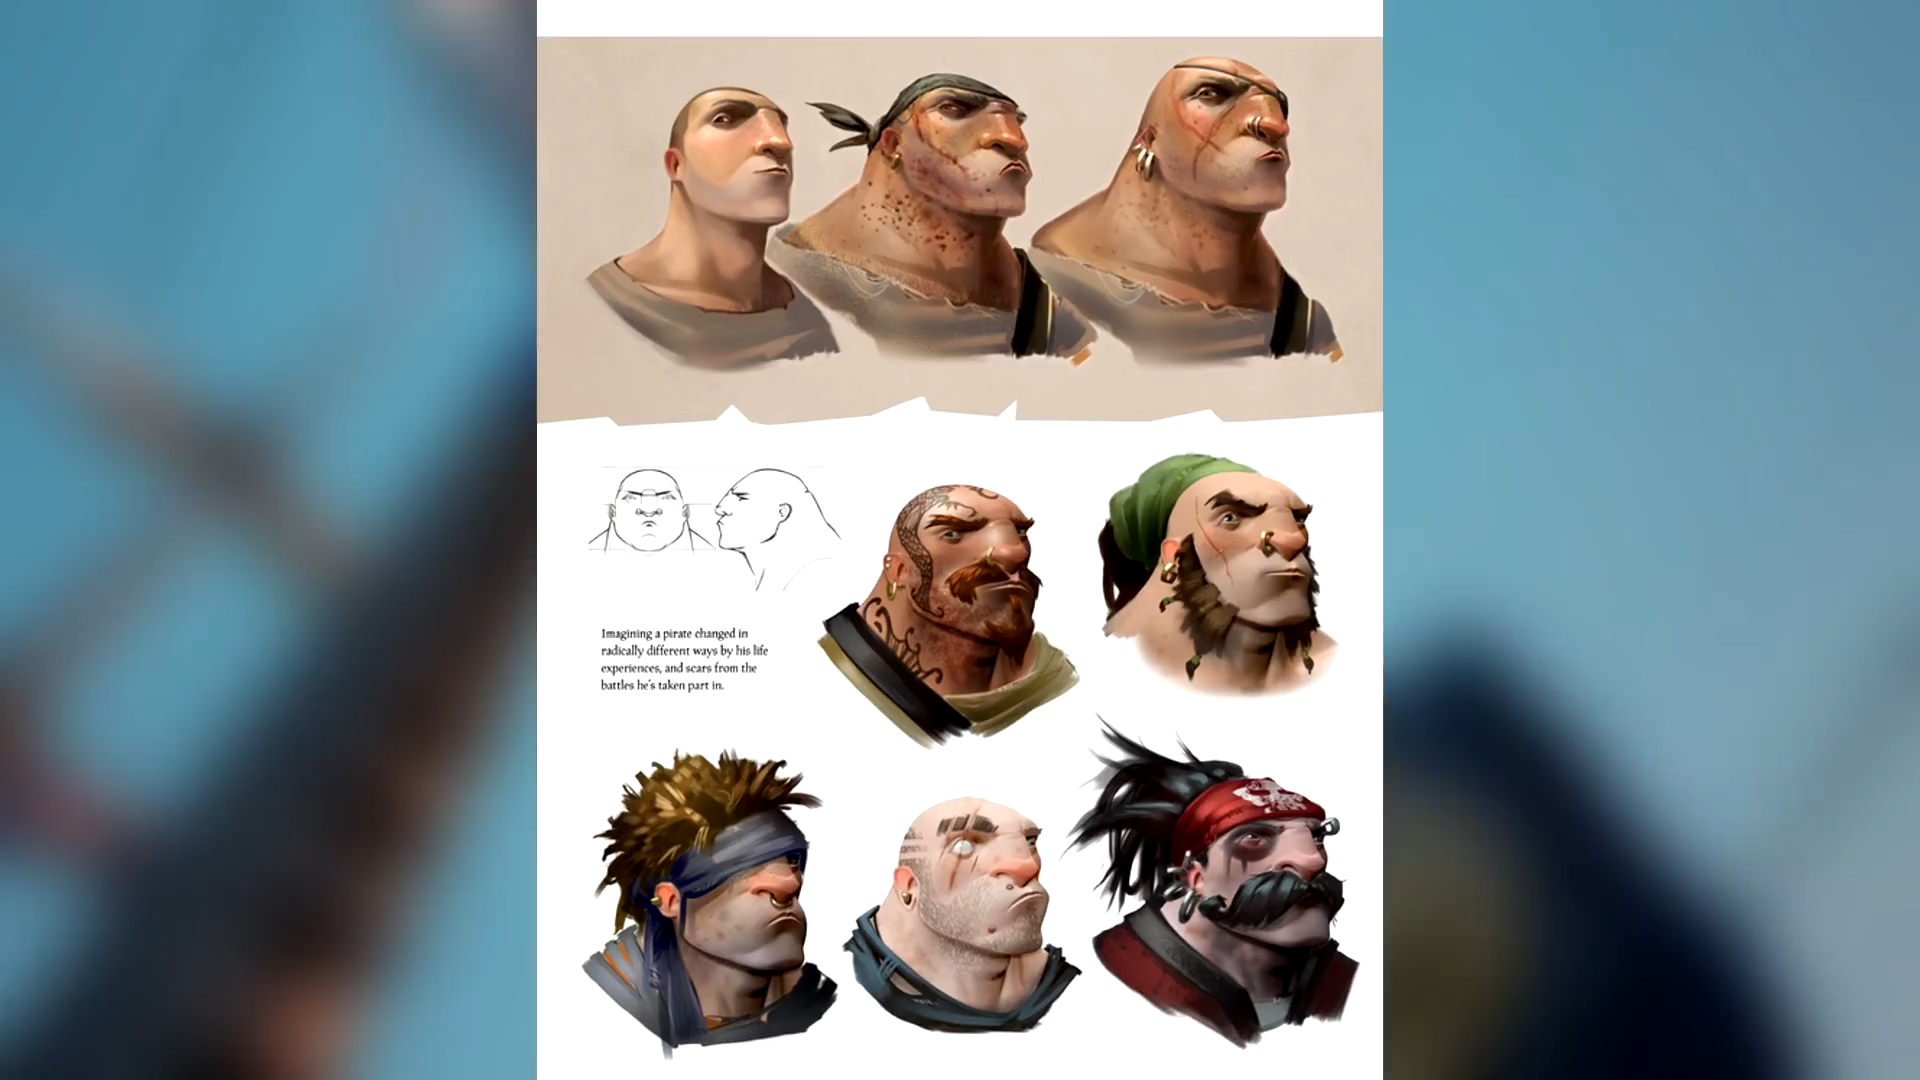 Imagining a pirate changed in
radically different ways by his life
experiences, and scars from the
battles he's taken part in.